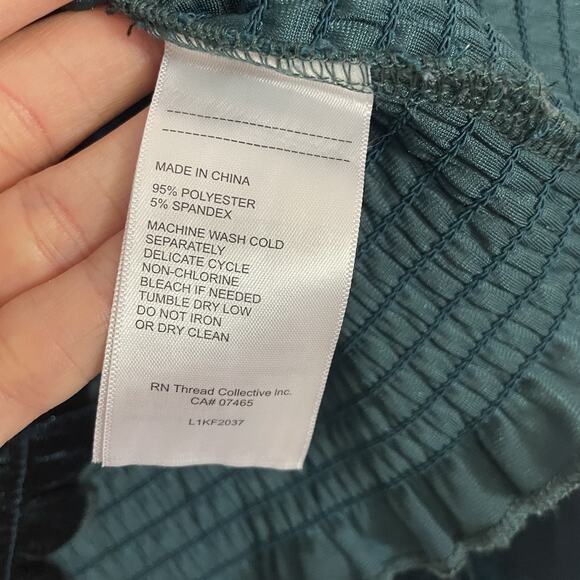 MADE IN CHINA
95% POLYESTER
5% SPANDEX
MACHINE WASH COLD
SEPARATELY
DELICATE CYCLE
NON-CHLORINE
BLEACH IF NEEDED
TUMBLE DRY LOW
DO NOT IRON
OR DRY CLEAN
RN Thread Collective Inc.
CA# 07465
L1KF2037